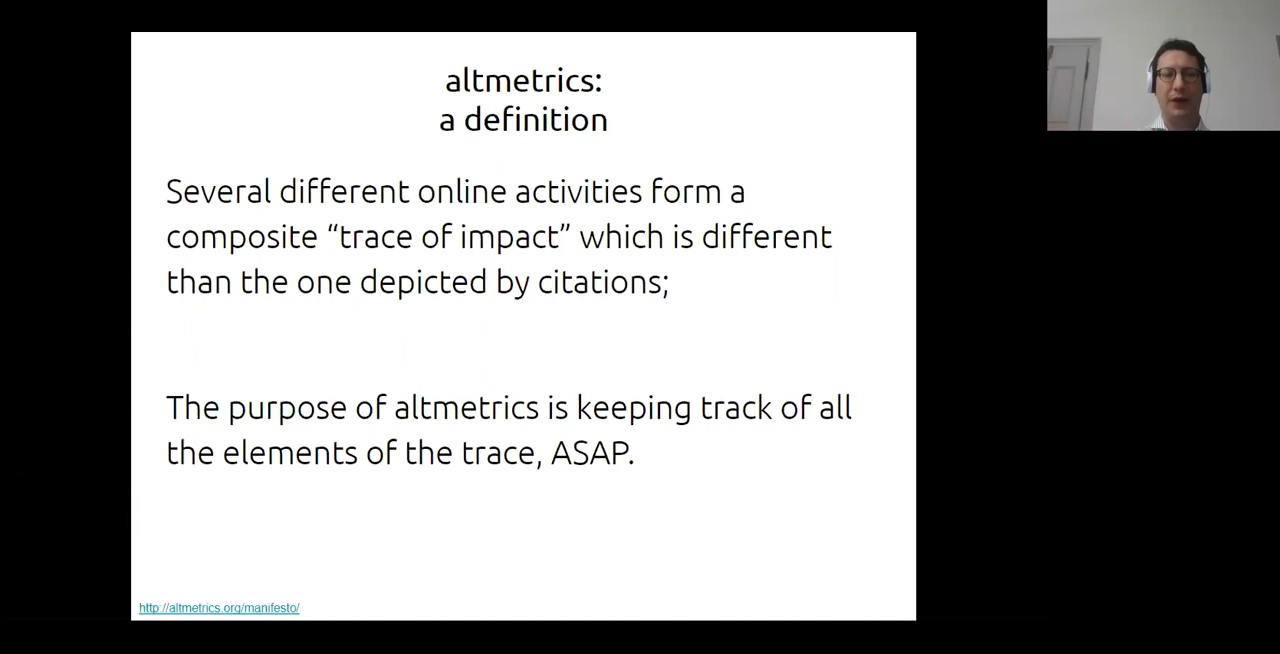 altmetrics:
a definition
Several different online activities form a
composite “trace of impact” which is different
than the one depicted by citations;
The purpose of altmetrics is keeping track of all
the elements of the trace, ASAP.
http://altmetrics.org/manifesto/